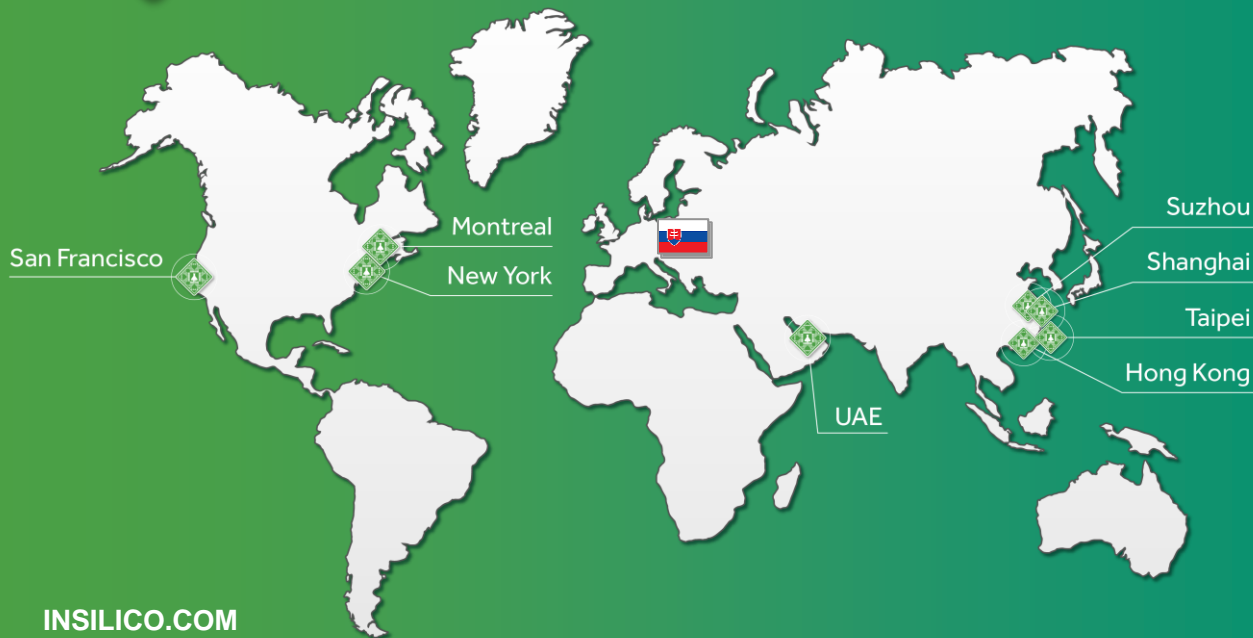 San Francisco
Montreal
New York
UAE
Suzhou
Shanghai
Taipei
Hong Kong
INSILICO.COM